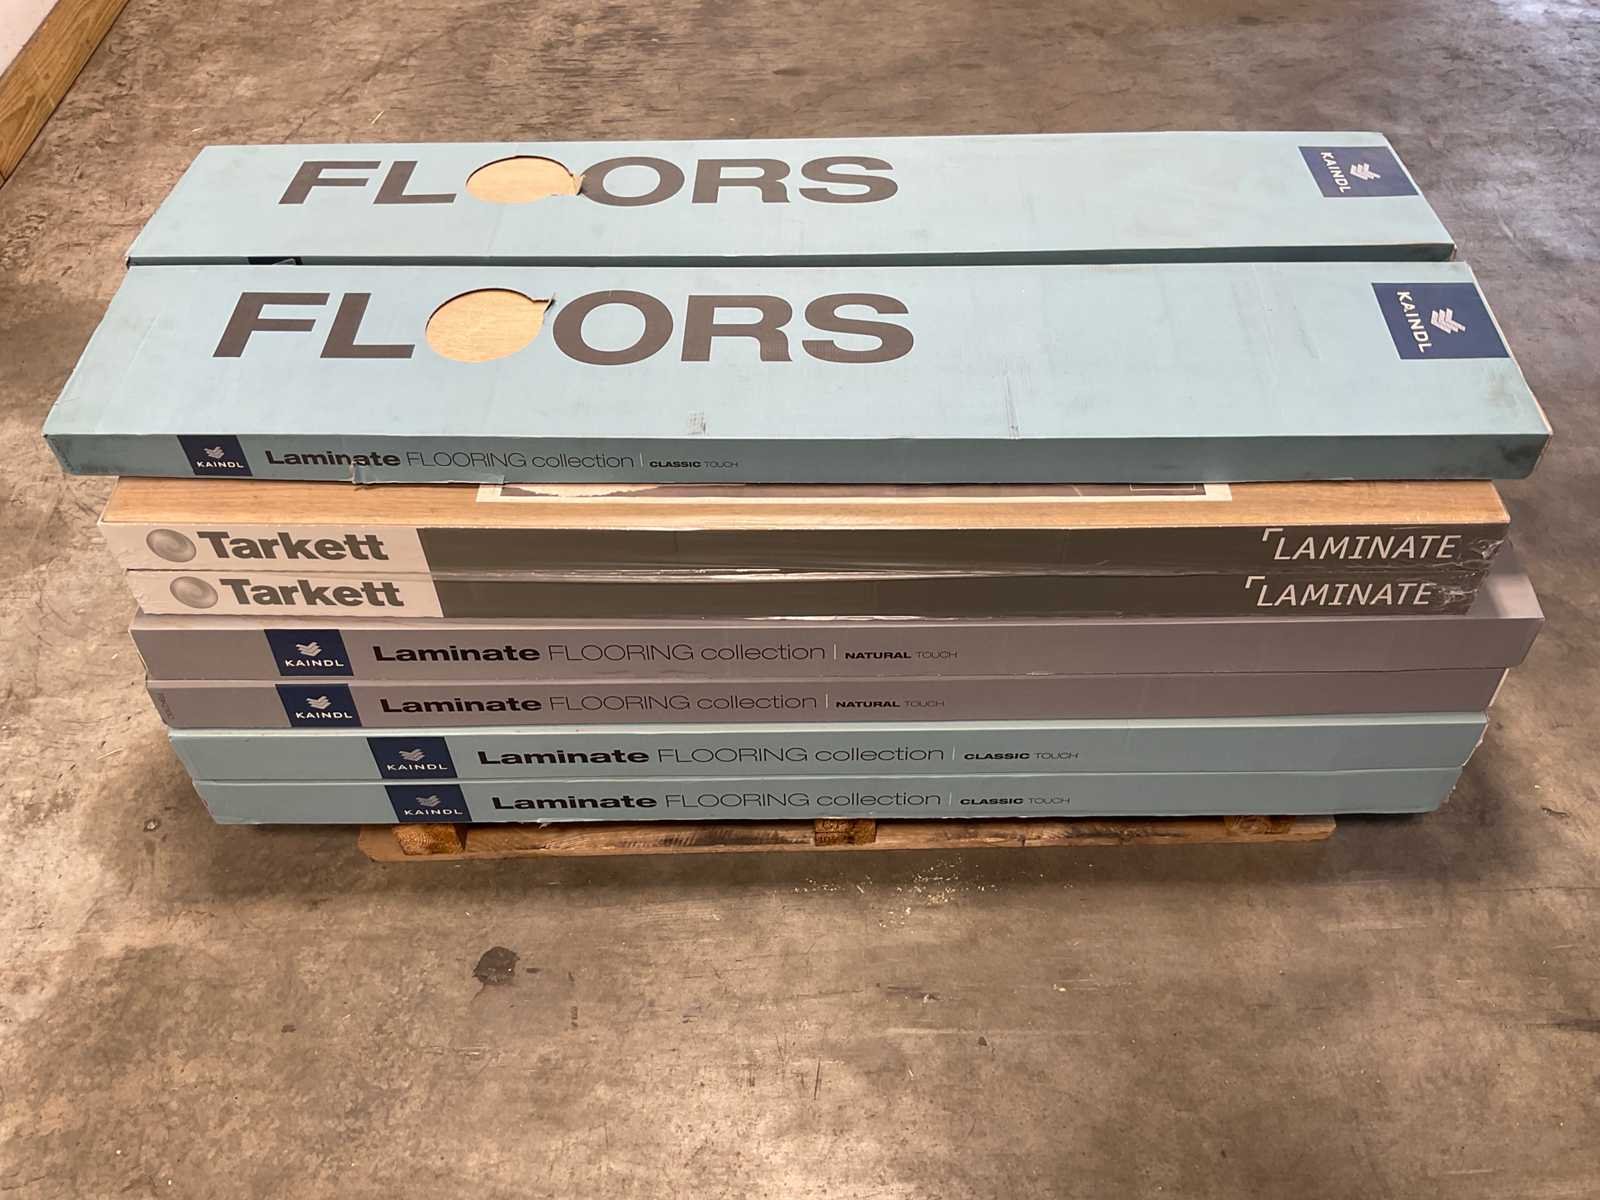 FLOORS
KAINDL
FLOORS
KAINDL
KAINDL Laminate FLOORING collection | CLASSIC TOUCH
Tarkett LAMINATE
Tarkett LAMINATE
KAINDL Laminate FLOORING collection | NATURAL TOUCH
KAINDL Laminate FLOORING collection | NATURAL TOUCH
KAINDL Laminate FLOORING collection | CLASSIC TOUCH
KAINDL Laminate FLOORING collection | CLASSIC TOUCH